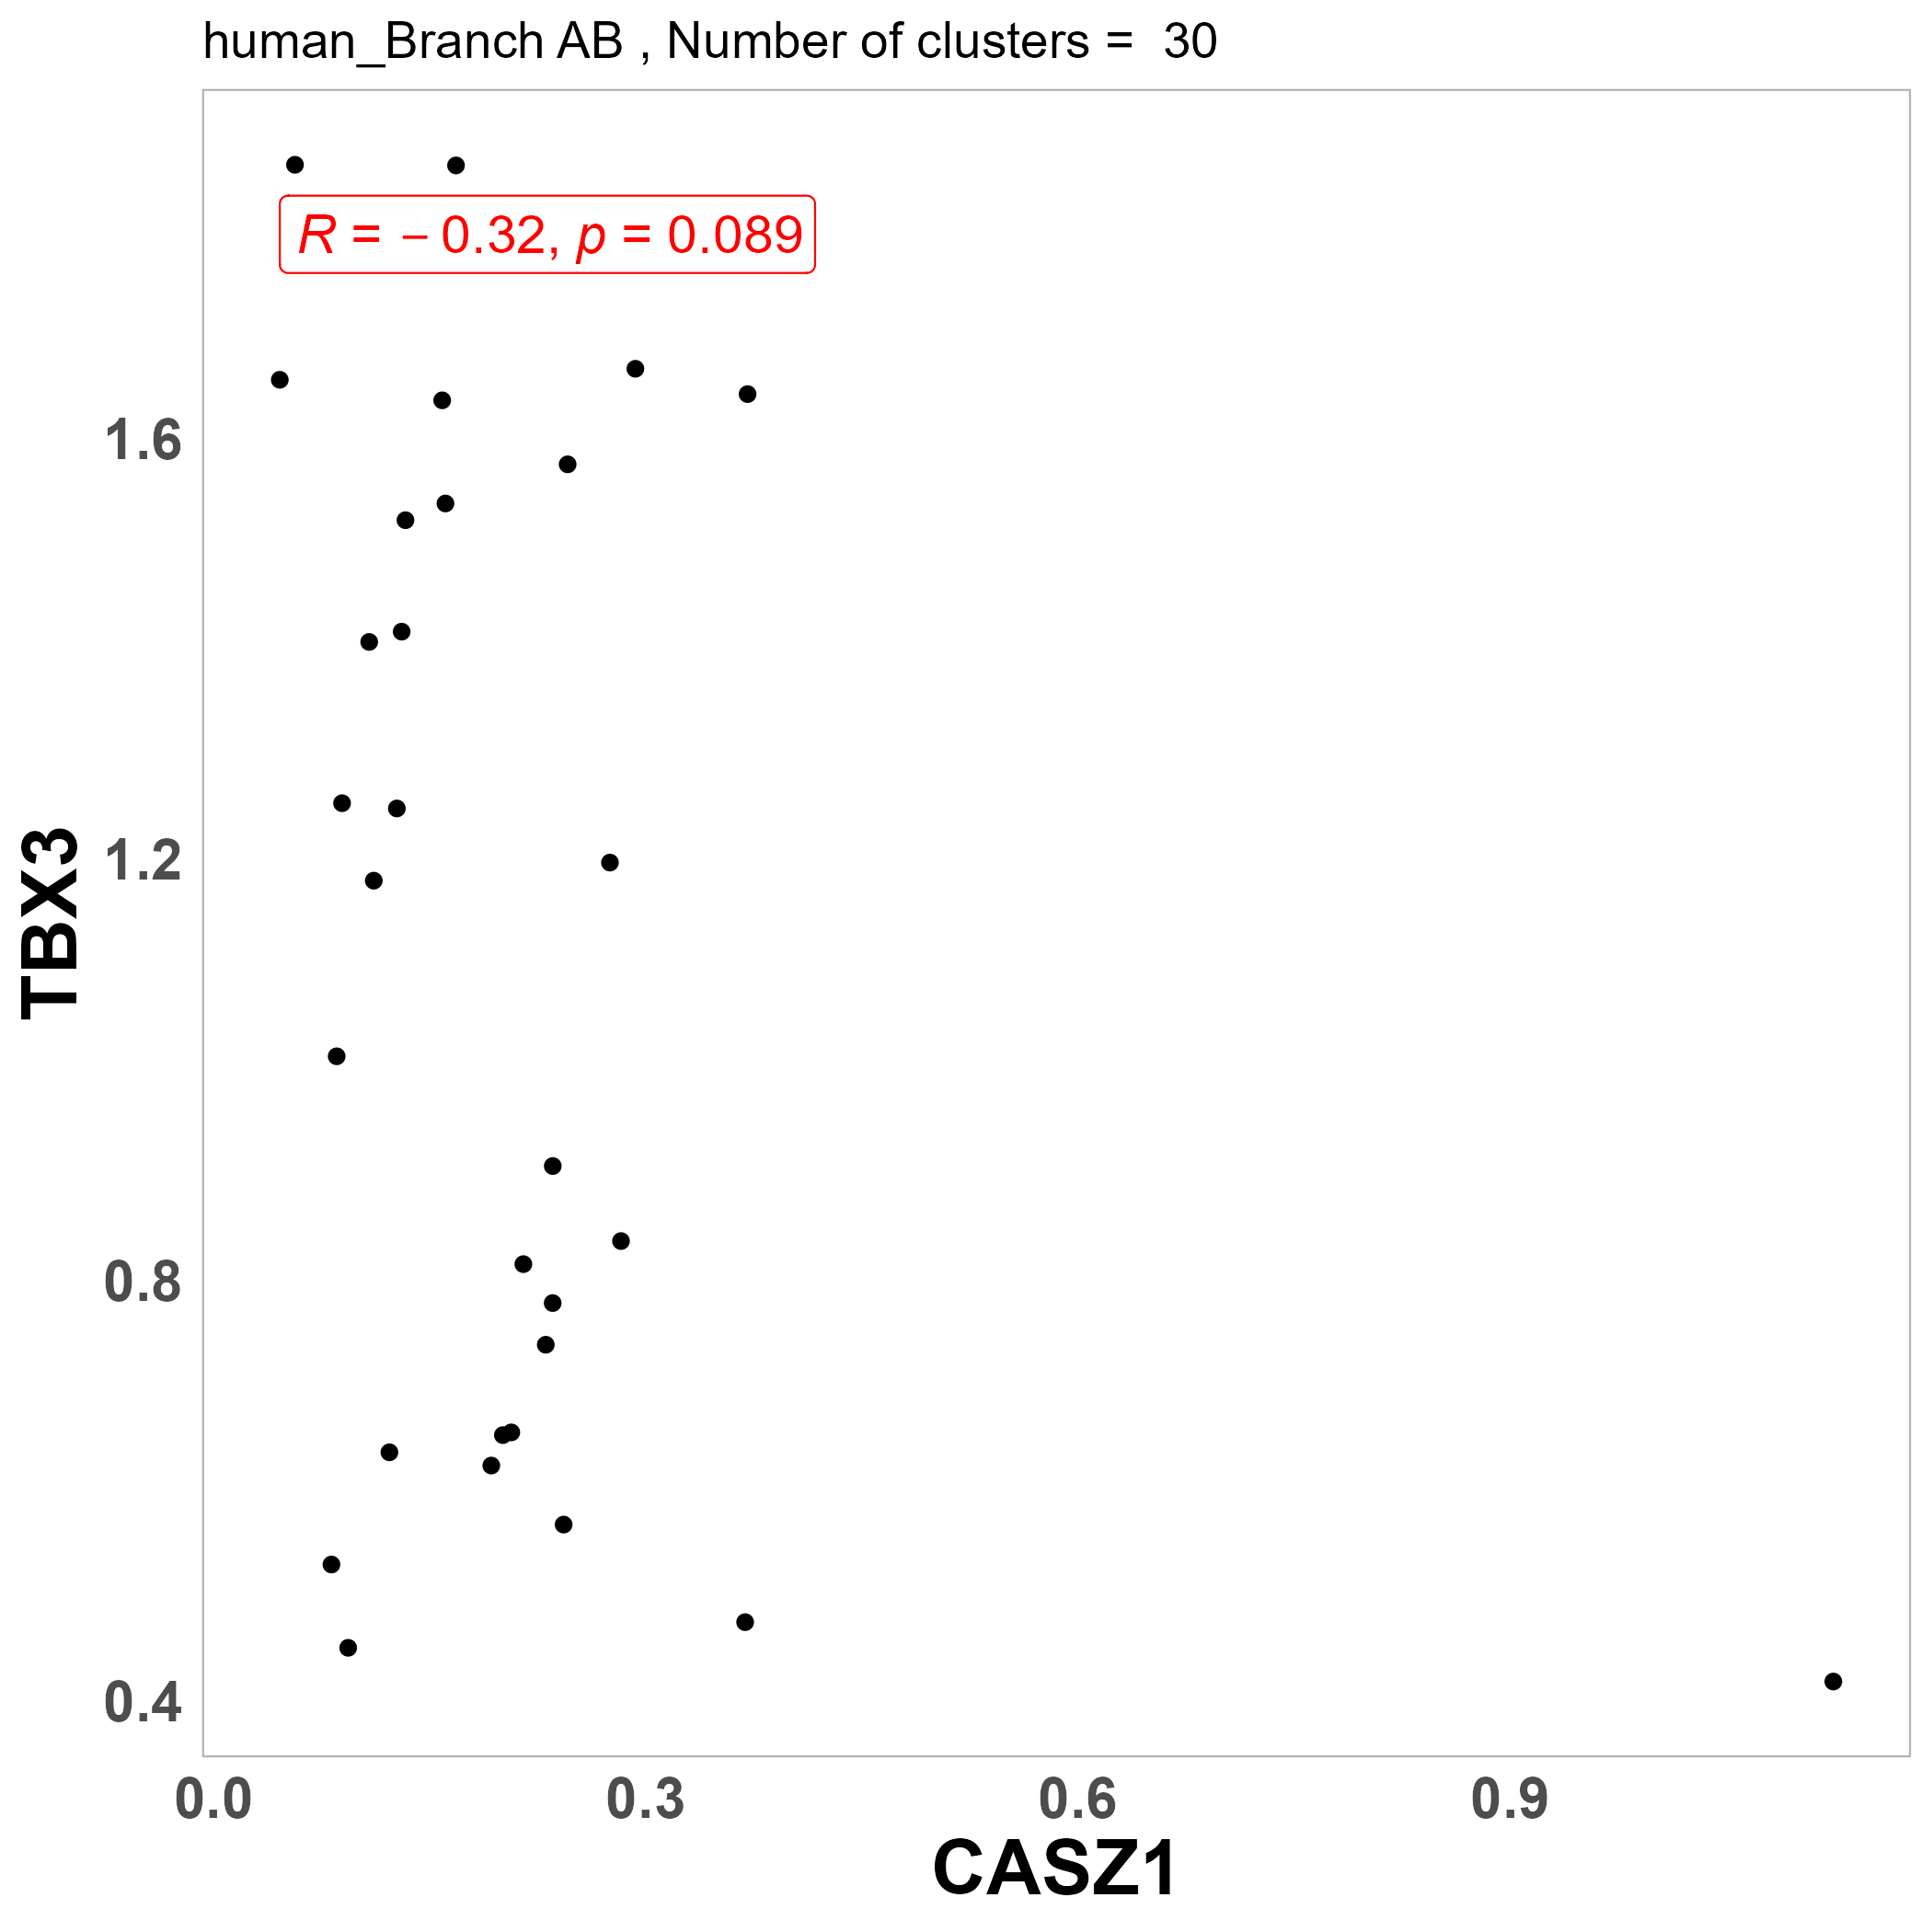 human_Branch AB , Number of clusters =  30
R = − 0.32, p = 0.089
1.6
1.2
0.8
0.4
TBX3
0.0 0.3 0.6 0.9
CASZ1